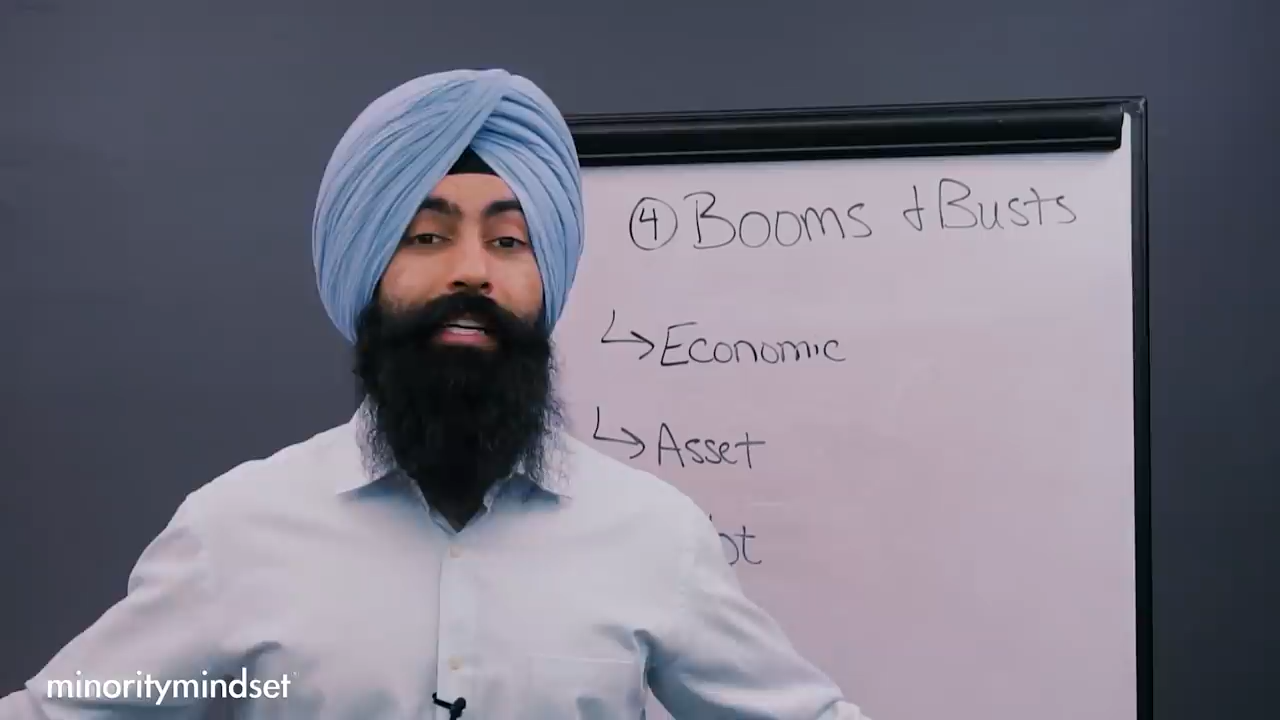 ④ Booms & Busts
↳ Economic
↳ Asset
minoritymindset